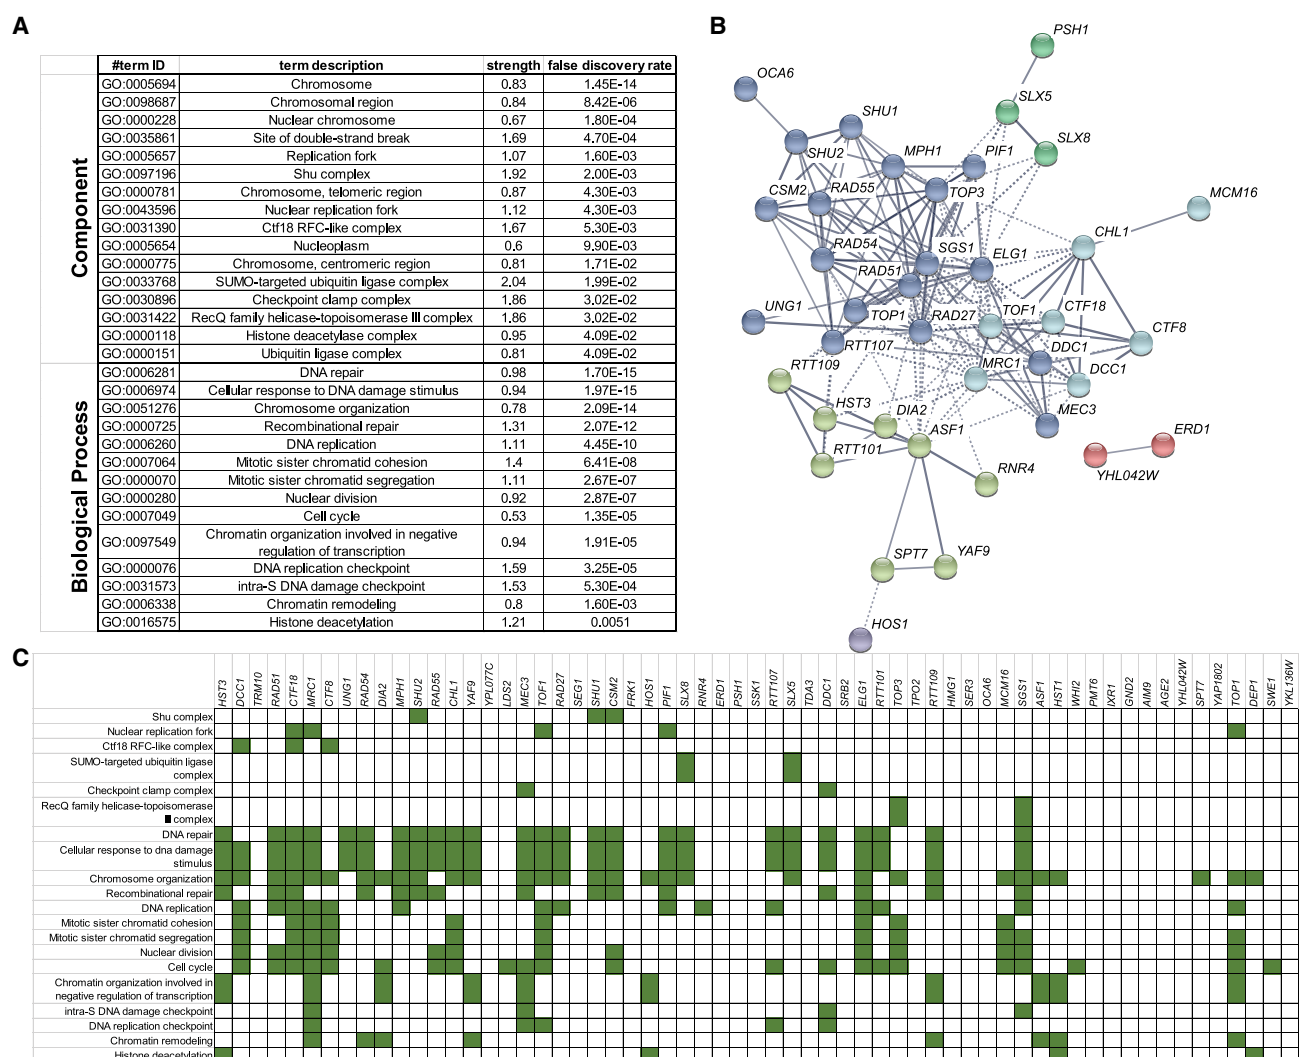 A
#term ID term description strength false discovery rate
Component
GO:0005694 Chromosome 0.83 1.45E-14
GO:0098687 Chromosomal region 0.84 8.42E-06
GO:0000228 Nuclear chromosome 0.67 1.80E-04
GO:0035861 Site of double-strand break 1.69 4.70E-04
GO:0005657 Replication fork 1.07 1.60E-03
GO:0097196 Shu complex 1.92 2.00E-03
GO:0000781 Chromosome, telomeric region 0.87 4.30E-03
GO:0043596 Nuclear replication fork 1.12 4.30E-03
GO:0031390 Ctf18 RFC-like complex 1.67 5.30E-03
GO:0005654 Nucleoplasm 0.6 9.90E-03
GO:0000775 Chromosome, centromeric region 0.81 1.71E-02
GO:0033768 SUMO-targeted ubiquitin ligase complex 2.04 1.99E-02
GO:0030896 Checkpoint clamp complex 1.86 3.02E-02
GO:0031422 RecQ family helicase-topoisomerase III complex 1.86 3.02E-02
GO:0000118 Histone deacetylase complex 0.95 4.09E-02
GO:0000151 Ubiquitin ligase complex 0.81 4.09E-02
Biological Process
GO:0006281 DNA repair 0.98 1.70E-15
GO:0006974 Cellular response to DNA damage stimulus 0.94 1.97E-15
GO:0051276 Chromosome organization 0.78 2.09E-14
GO:0000725 Recombinational repair 1.31 2.07E-12
GO:0006260 DNA replication 1.11 4.45E-10
GO:0007064 Mitotic sister chromatid cohesion 1.4 6.41E-08
GO:0000070 Mitotic sister chromatid segregation 1.11 2.67E-07
GO:0000280 Nuclear division 0.92 2.87E-07
GO:0007049 Cell cycle 0.53 1.35E-05
GO:0097549 Chromatin organization involved in negative
regulation of transcription 0.94 1.91E-05
GO:0000076 DNA replication checkpoint 1.59 3.25E-05
GO:0031573 intra-S DNA damage checkpoint 1.53 5.30E-04
GO:0006338 Chromatin remodeling 0.8 1.60E-03
GO:0016575 Histone deacetylation 1.21 0.0051
B
PSH1
OCA6
SLX5
SHU1
SLX8
SHU2
MPH1
PIF1
CSM2
RAD55
TOP3
MCM16
CHL1
RAD54
SGS1
ELG1
RAD51
UNG1
TOP1
RAD27
TOF1
CTF18
CTF8
RTT107
DDC1
RTT109
MRC1
DCC1
HST3
DIA2
MEC3
ASF1
RTT101
ERD1
RNR4
YHL042W
SPT7
YAF9
HOS1
C
HST3 DCC1 TRM10 RAD51 CTF18 MRC1 CTF8 UNG1 RAD54 DIA2 MPH1 SHU2 RAD55 CHL1 YAF9 YPL077C LDS2 MEC3 TOF1 RAD27 SEG1 SHU1 CSM2 FRK1 HOS1 PIF1 SLX8 RNR4 ERD1 PSH1 SSK1 RTT107 SLX5 TDA3 DDC1 SRB2 ELG1 RTT101 TOP3 TPO2 RTT109 HMG1 SER3 OCA6 MCM16 SGS1 ASF1 HST1 WHI2 PMT6 IXR1 GND2 AIM9 AGE2 YHL042W SPT7 YAP1802 TOP1 DEP1 SWE1 YKL136W
Shu complex
Nuclear replication fork
Ctf18 RFC-like complex
SUMO-targeted ubiquitin ligase
complex
Checkpoint clamp complex
RecQ family helicase-topoisomerase
III complex
DNA repair
Cellular response to dna damage
stimulus
Chromosome organization
Recombinational repair
DNA replication
Mitotic sister chromatid cohesion
Mitotic sister chromatid segregation
Nuclear division
Cell cycle
Chromatin organization involved in
negative regulation of transcription
intra-S DNA damage checkpoint
DNA replication checkpoint
Chromatin remodeling
Histone deacetylation